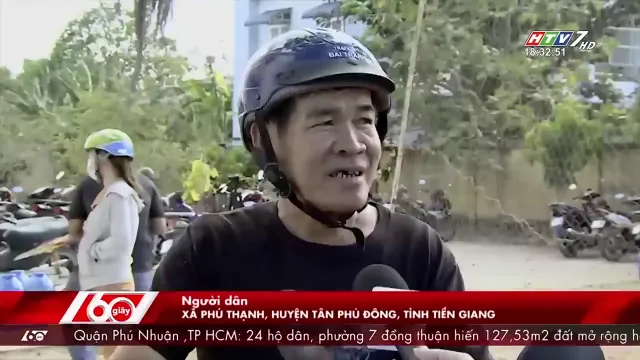 HTV7 HD
18:32:51
60 giây
Người dân
XÃ PHÚ THẠNH, HUYỆN TÂN PHÚ ĐÔNG, TỈNH TIỀN GIANG
60s Quận Phú Nhuận ,TP HCM: 24 hộ dân, phường 7 đồng thuận hiến 127,53m2 đất mở rộng h